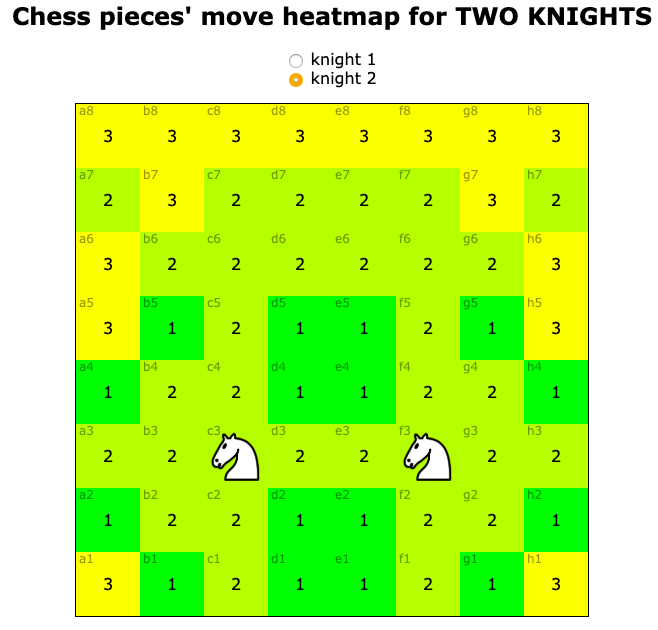 Chess pieces' move heatmap for TWO KNIGHTS
knight 1
knight 2
a8 b8 c8 d8 e8 f8 g8 h8
3 3 3 3 3 3 3 3
a7 b7 c7 d7 e7 f7 g7 h7
2 3 2 2 2 2 3 2
a6 b6 c6 d6 e6 f6 g6 h6
3 2 2 2 2 2 2 3
a5 b5 c5 d5 e5 f5 g5 h5
3 1 2 1 1 2 1 3
a4 b4 c4 d4 e4 f4 g4 h4
1 2 2 1 1 2 2 1
a3 b3 c3 d3 e3 f3 g3 h3
2 2 2 2 2 2
a2 b2 c2 d2 e2 f2 g2 h2
1 2 2 1 1 2 2 1
a1 b1 c1 d1 e1 f1 g1 h1
3 1 2 1 1 2 1 3